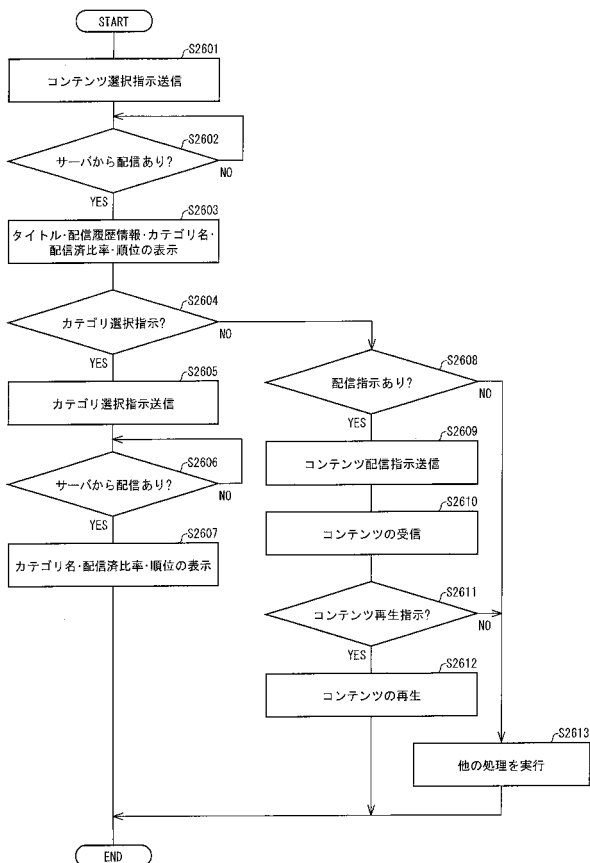 START
S2601
コンテンツ選択指示送信
S2602
サーバから配信あり?
NO
YES
S2603
タイトル・配信履歴情報・カテゴリ名・
配信済比率・順位の表示
S2604
カテゴリ選択指示?
NO
YES
S2605
カテゴリ選択指示送信
S2606
サーバから配信あり?
NO
YES
S2607
カテゴリ名・配信済比率・順位の表示
S2608
配信指示あり?
NO
YES
S2609
コンテンツ配信指示送信
S2610
コンテンツの受信
S2611
コンテンツ再生指示?
NO
YES
S2612
コンテンツの再生
S2613
他の処理を実行
END